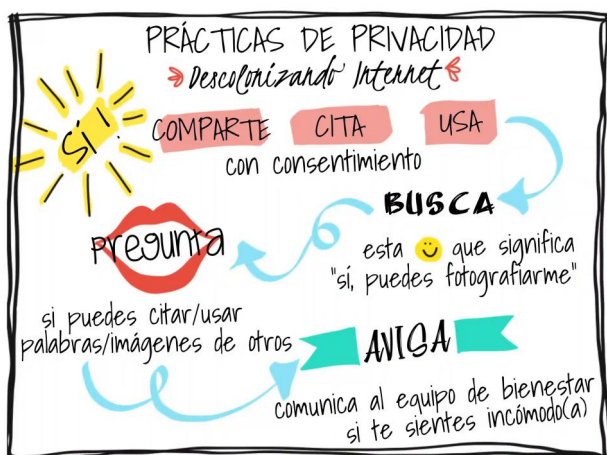 PRÁCTICAS DE PRIVACIDAD
Descolonizando Internet
SÍ!
COMPARTE CITA USA
con consentimiento
BUSCA
esta que significa
"sí, puedes fotografiarme"
Pregunta
si puedes citar/usar
palabras/imágenes de otros
AVISA
comunica al equipo de bienestar
si te sientes incómodo(a)